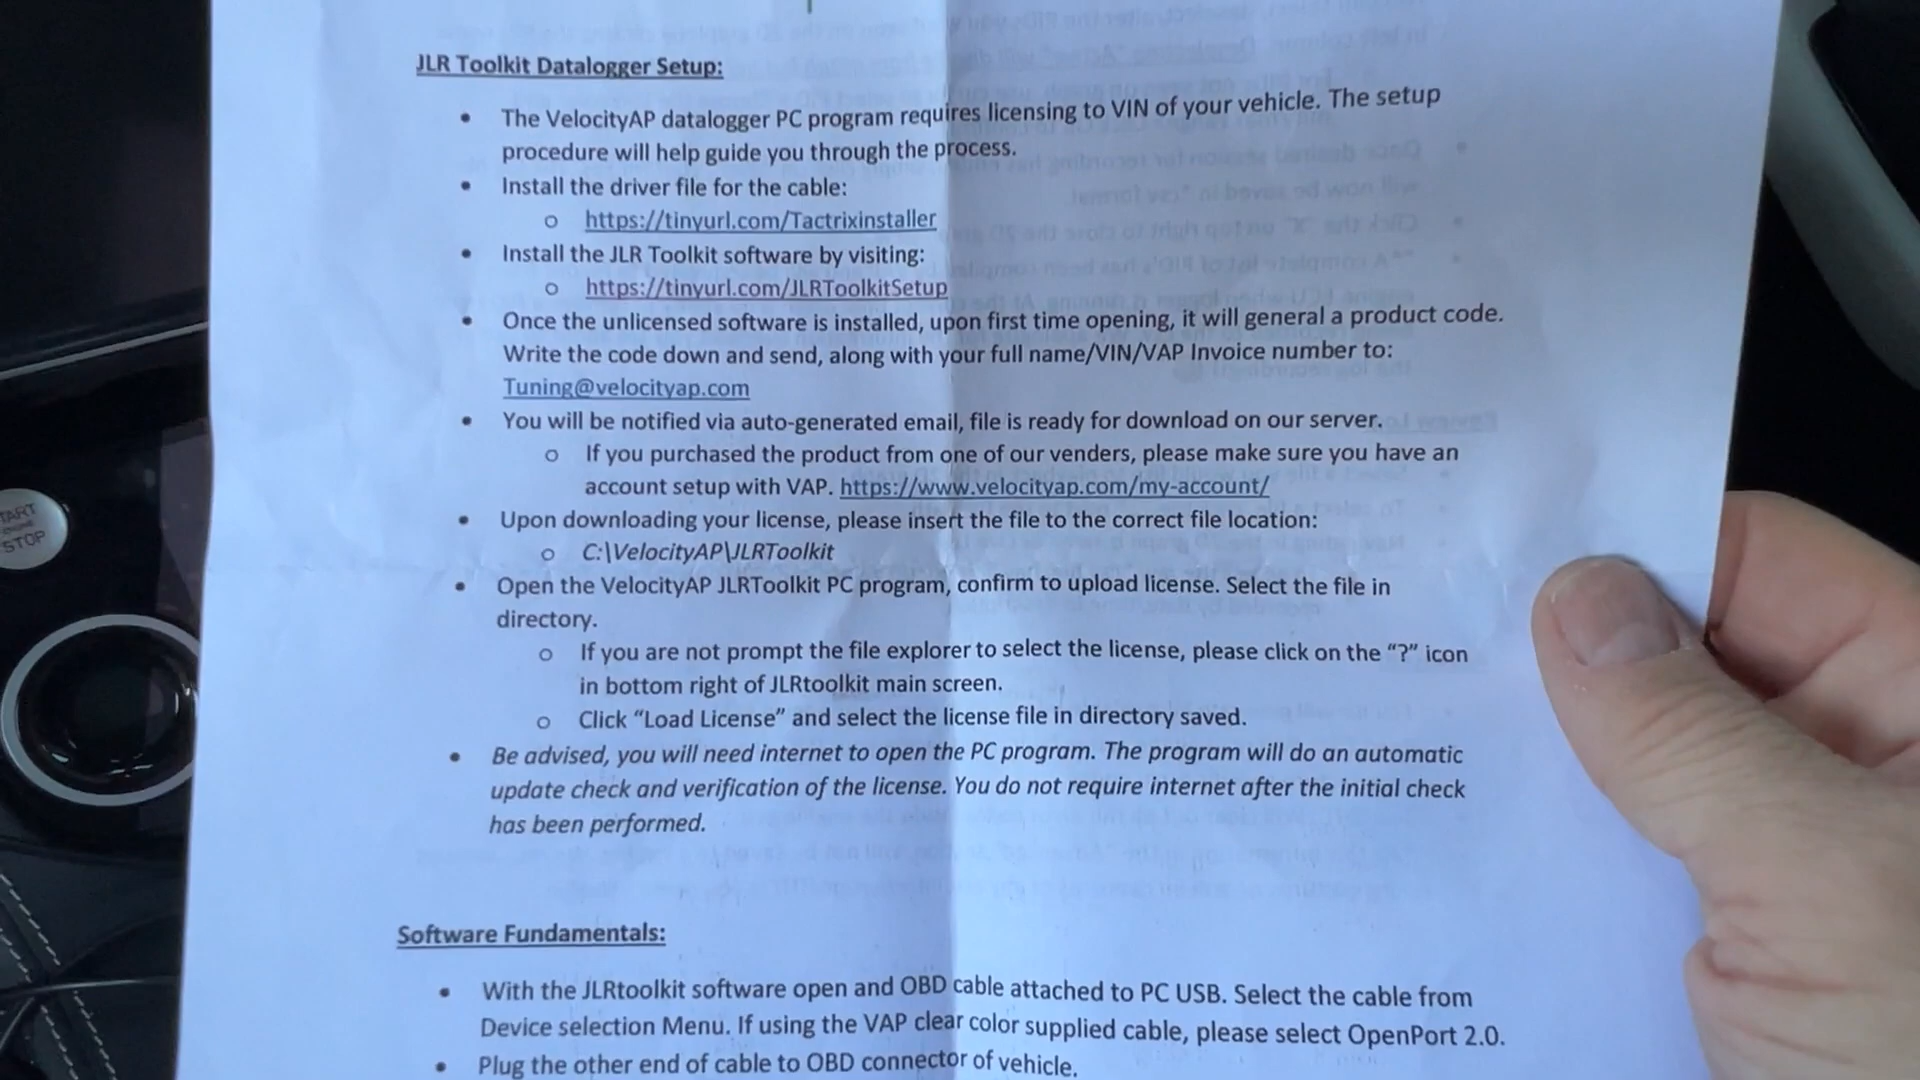 JLR Toolkit Datalogger Setup:
• The VelocityAP datalogger PC program requires licensing to VIN of your vehicle. The setup
procedure will help guide you through the process.
• Install the driver file for the cable:
o https://tinyurl.com/Tactrixinstaller
• Install the JLR Toolkit software by visiting:
o https://tinyurl.com/JLRToolkitSetup
• Once the unlicensed software is installed, upon first time opening, it will general a product code.
Write the code down and send, along with your full name/VIN/VAP Invoice number to:
Tuning@velocityap.com
• You will be notified via auto-generated email, file is ready for download on our server.
o If you purchased the product from one of our venders, please make sure you have an
account setup with VAP. https://www.velocityap.com/my-account/
• Upon downloading your license, please insert the file to the correct file location:
o C:\VelocityAP\JLRToolkit
• Open the VelocityAP JLRToolkit PC program, confirm to upload license. Select the file in
directory.
o If you are not prompt the file explorer to select the license, please click on the “?” icon
in bottom right of JLRtoolkit main screen.
o Click “Load License” and select the license file in directory saved.
• Be advised, you will need internet to open the PC program. The program will do an automatic
update check and verification of the license. You do not require internet after the initial check
has been performed.
Software Fundamentals:
• With the JLRtoolkit software open and OBD cable attached to PC USB. Select the cable from
Device selection Menu. If using the VAP clear color supplied cable, please select OpenPort 2.0.
• Plug the other end of cable to OBD connector of vehicle.
STOP